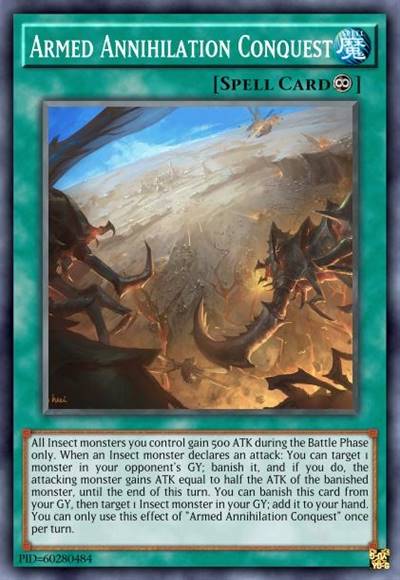 ARMED ANNIHILATION CONQUEST
SPELL
魔
[SPELL CARD]
All Insect monsters you control gain 500 ATK during the Battle Phase
only. When an Insect monster declares an attack: You can target 1
monster in your opponent's GY; banish it, and if you do, the
attacking monster gains ATK equal to half the ATK of the banished
monster, until the end of this turn. You can banish this card from
your GY, then target 1 Insect monster in your GY; add it to your hand.
You can only use this effect of "Armed Annihilation Conquest" once
per turn.
PID=60280484